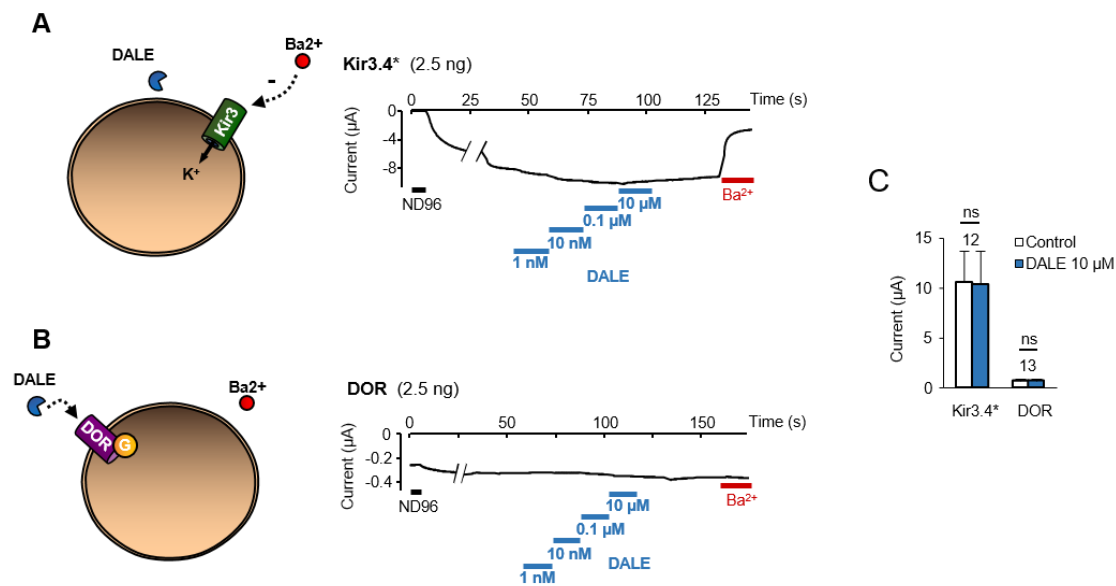 A
DALE
Ba2+
-
Kir3
K⁺
Kir3.4* (2.5 ng)
0 25 50 75 100 125 Time (s)
0
-4
-8
Current (µA)
ND96
10 µM
0.1 µM
10 nM
1 nM
DALE
Ba²⁺
C
ns
12
ns
13
Control
DALE 10 µM
15
10
5
0
Current (µA)
Kir3.4* DOR
B
DALE
Ba2+
DOR
G
DOR (2.5 ng)
0 50 100 150 Time (s)
0
-0.2
-0.4
Current (µA)
ND96
10 µM
0.1 µM
10 nM
1 nM
DALE
Ba²⁺